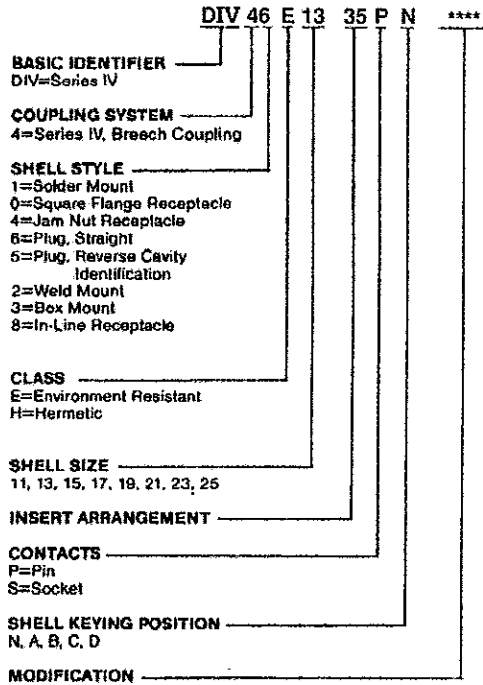 DIV 46 E 13 35 P N ****
BASIC IDENTIFIER
DIV=Series IV
COUPLING SYSTEM
4=Series IV, Breech Coupling
SHELL STYLE
1=Solder Mount
0=Square Flange Receptacle
4=Jam Nut Receptacle
6=Plug, Straight
5=Plug, Reverse Cavity
Identification
2=Weld Mount
3=Box Mount
8=In-Line Receptacle
CLASS
E=Environment Resistant
H=Hermetic
SHELL SIZE
11, 13, 15, 17, 19, 21, 23, 25
INSERT ARRANGEMENT
CONTACTS
P=Pin
S=Socket
SHELL KEYING POSITION
N, A, B, C, D
MODIFICATION